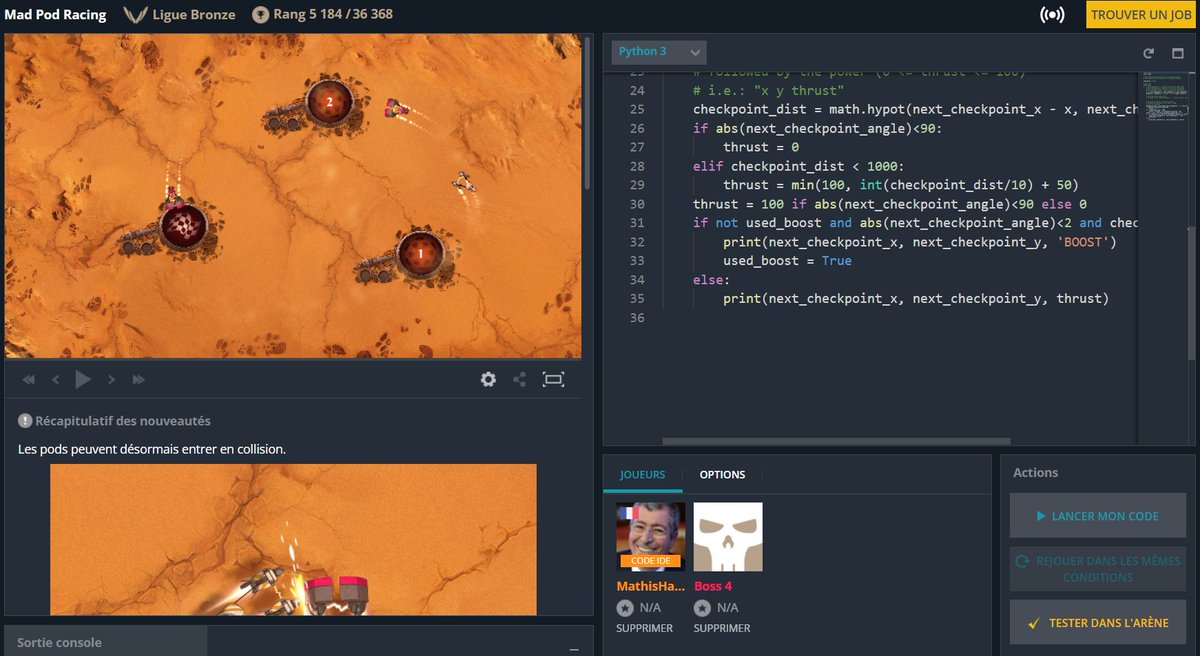 Mad Pod Racing
Ligue Bronze
Rang 5 184 / 36 368
TROUVER UN JOB
2
1
Récapitulatif des nouveautés
Les pods peuvent désormais entrer en collision.
Sortie console
Python 3
23 # followed by the power (0 <= thrust <= 100)
24 # i.e.: "x y thrust"
25 checkpoint_dist = math.hypot(next_checkpoint_x - x, next_ch
26 if abs(next_checkpoint_angle)<90:
27 thrust = 0
28 elif checkpoint_dist < 1000:
29 thrust = min(100, int(checkpoint_dist/10) + 50)
30 thrust = 100 if abs(next_checkpoint_angle)<90 else 0
31 if not used_boost and abs(next_checkpoint_angle)<2 and chec
32 print(next_checkpoint_x, next_checkpoint_y, 'BOOST')
33 used_boost = True
34 else:
35 print(next_checkpoint_x, next_checkpoint_y, thrust)
36
JOUEURS
OPTIONS
CODE IDE
MathisHa...
N/A
SUPPRIMER
Boss 4
N/A
SUPPRIMER
Actions
LANCER MON CODE
REJOUER DANS LES MÊMES
CONDITIONS
TESTER DANS L'ARÈNE